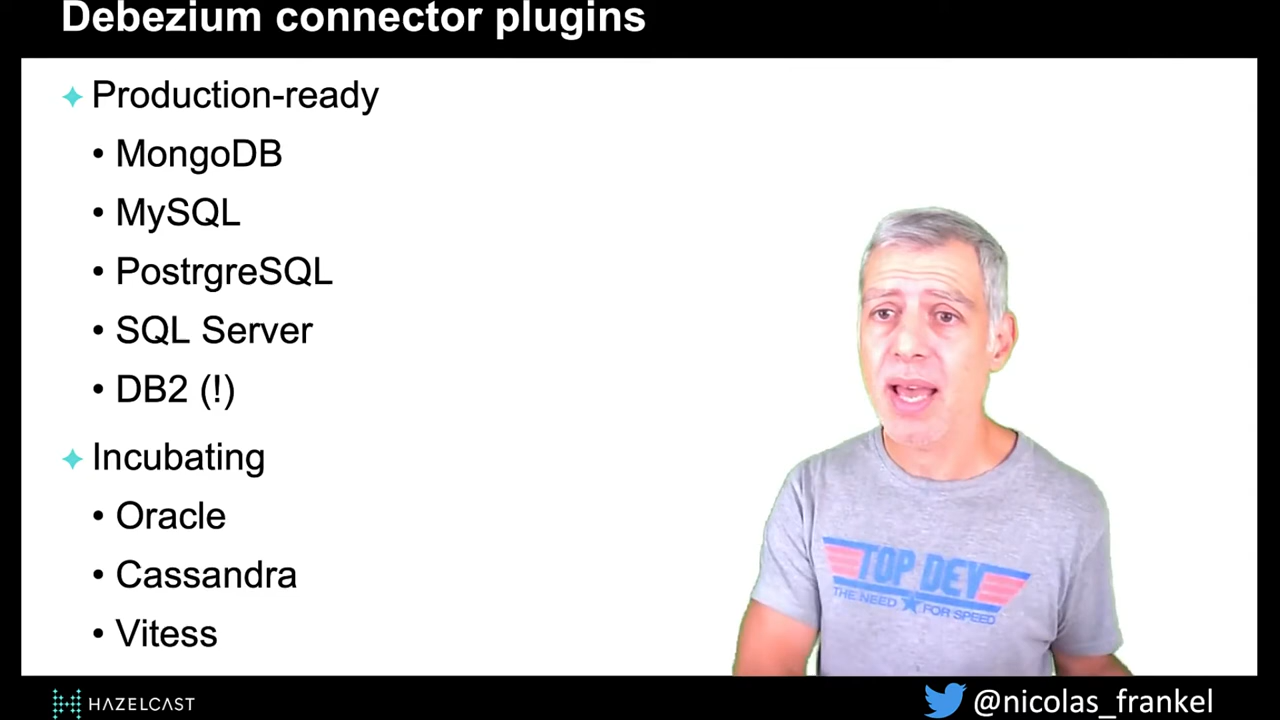 Debezium connector plugins
Production-ready
• MongoDB
• MySQL
• PostrgreSQL
• SQL Server
• DB2 (!)
Incubating
• Oracle
• Cassandra
• Vitess
TOP DEV
THE NEED FOR SPEED
HAZELCAST
@nicolas_frankel